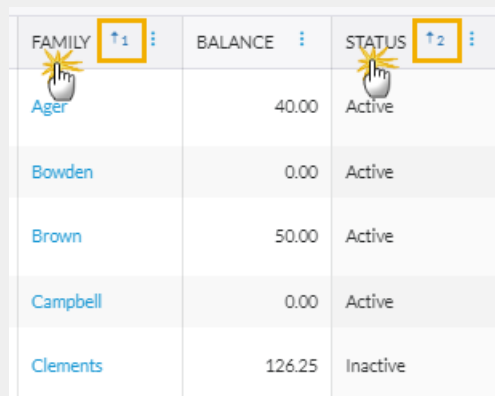 FAMILY ↑1 BALANCE STATUS ↑2
Ager 40.00 Active
Bowden 0.00 Active
Brown 50.00 Active
Campbell 0.00 Active
Clements 126.25 Inactive